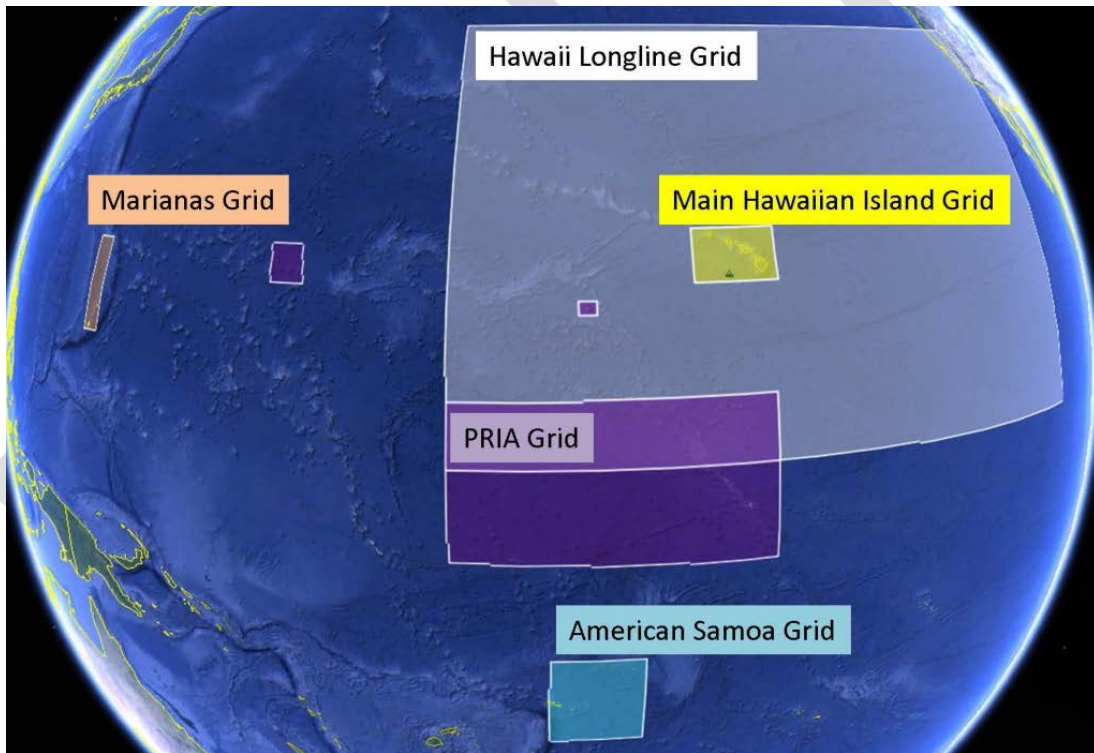 Hawaii Longline Grid
Marianas Grid
Main Hawaiian Island Grid
PRIA Grid
American Samoa Grid